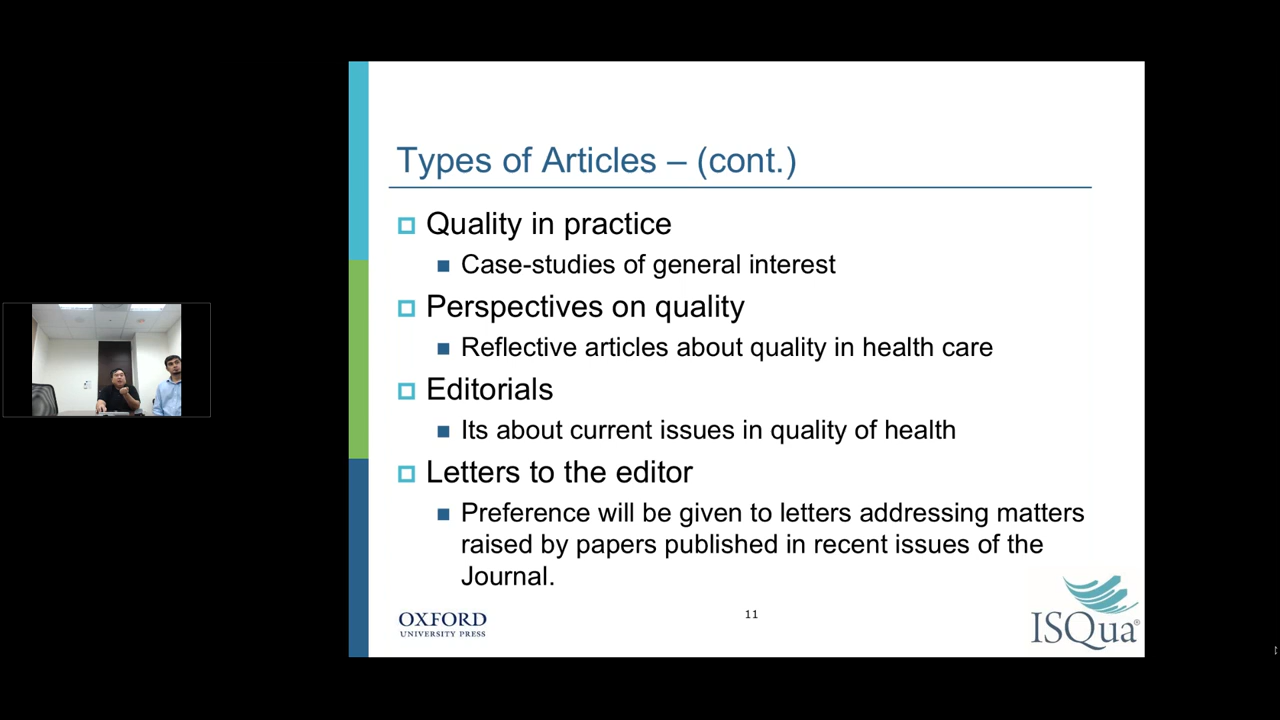 Types of Articles – (cont.)
Quality in practice
Case-studies of general interest
Perspectives on quality
Reflective articles about quality in health care
Editorials
Its about current issues in quality of health
Letters to the editor
Preference will be given to letters addressing matters
raised by papers published in recent issues of the
Journal.
OXFORD
UNIVERSITY PRESS
11
ISQua®